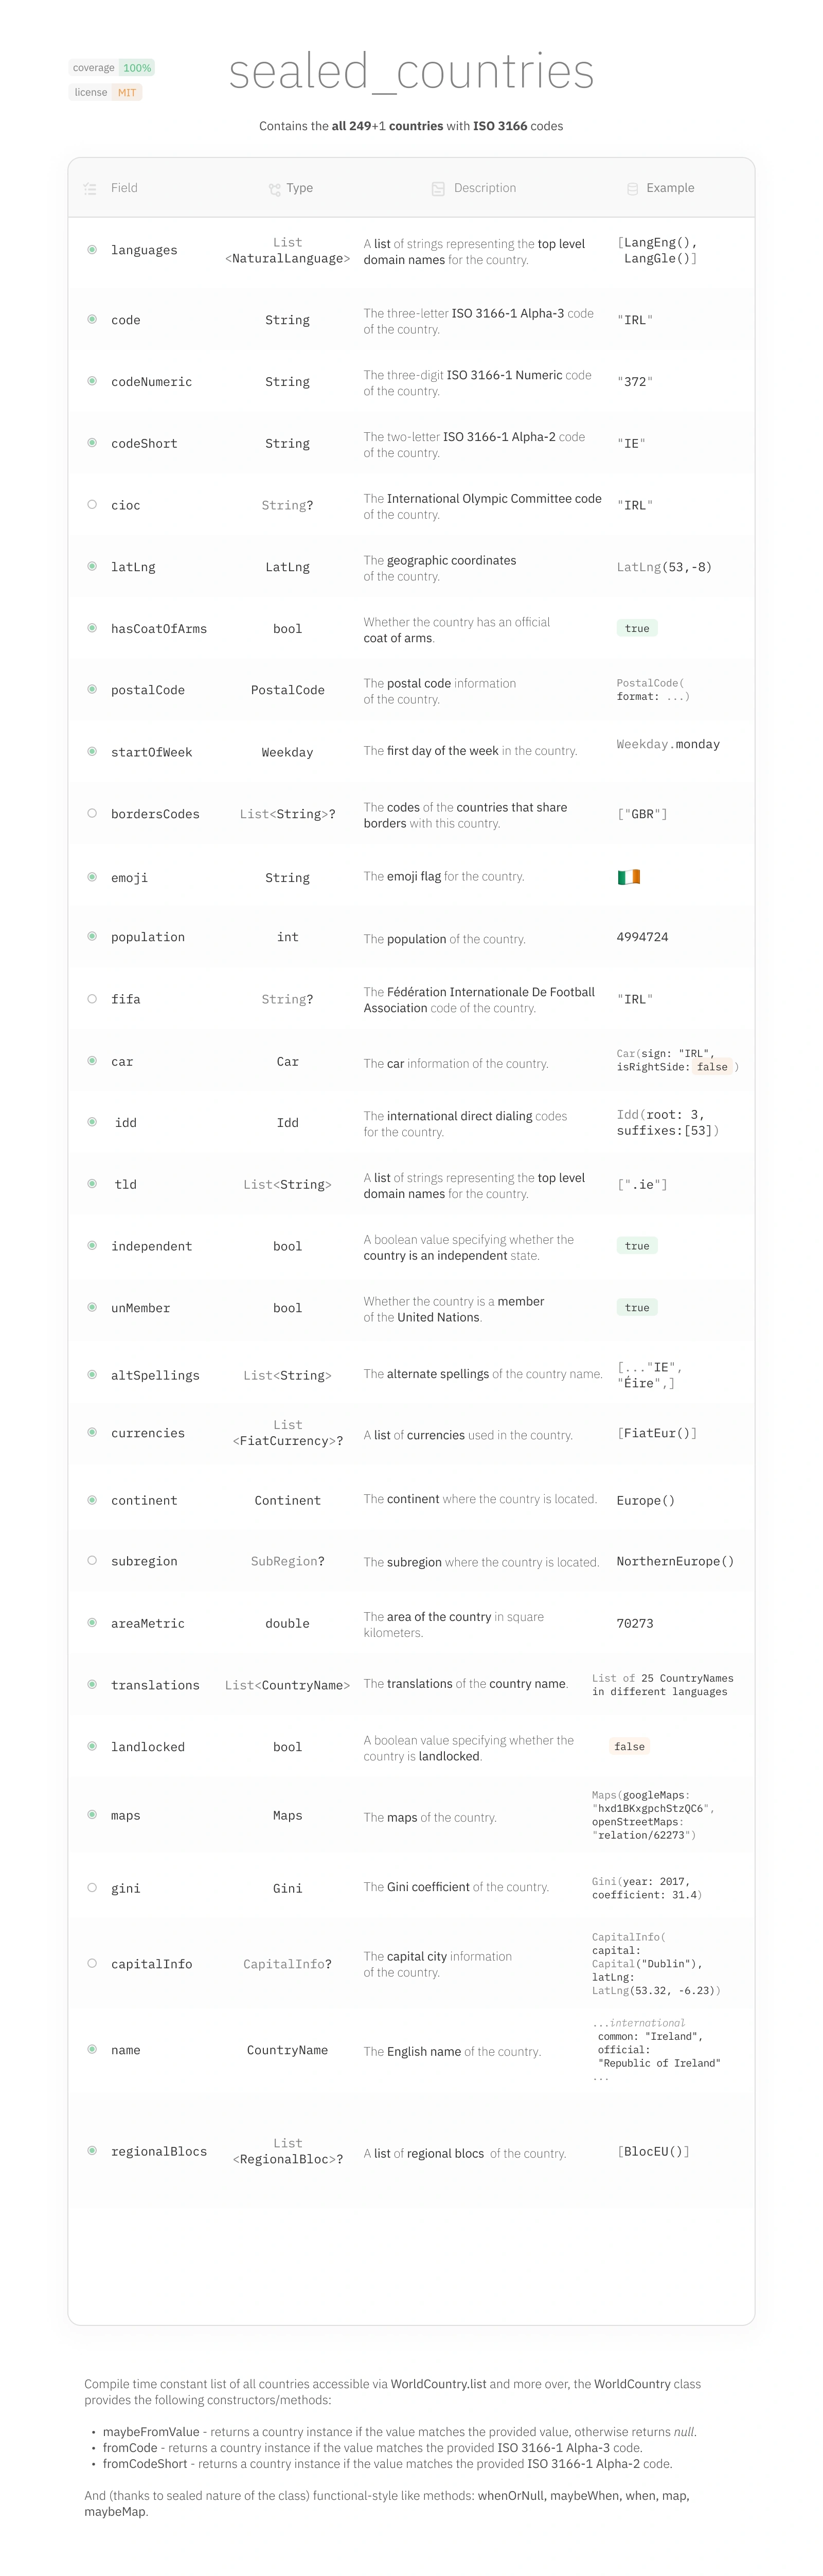 sealed_countries
coverage 100%
license MIT
Contains the all 249+1 countries with ISO 3166 codes
Field Type Description Example
languages List A list of strings representing the top level [LangEng(),
<NaturalLanguage> domain names for the country. LangGle()]
code String The three-letter ISO 3166-1 Alpha-3 code "IRL"
of the country.
codeNumeric String The three-digit ISO 3166-1 Numeric code "372"
of the country.
codeShort String The two-letter ISO 3166-1 Alpha-2 code "IE"
of the country.
cioc String? The International Olympic Committee code "IRL"
of the country.
latLng LatLng The geographic coordinates LatLng(53,-8)
of the country.
hasCoatOfArms bool Whether the country has an official true
coat of arms.
postalCode PostalCode The postal code information PostalCode(
of the country. format: ...)
startOfWeek Weekday The first day of the week in the country. Weekday.monday
bordersCodes List<String>? The codes of the countries that share ["GBR"]
borders with this country.
emoji String The emoji flag for the country.
population int The population of the country. 4994724
fifa String? The Fédération Internationale De Football "IRL"
Association code of the country.
car Car The car information of the country. Car(sign: "IRL",
isRightSide: false )
idd Idd The international direct dialing codes Idd(root: 3,
for the country. suffixes:[53])
tld List<String> A list of strings representing the top level [".ie"]
domain names for the country.
independent bool A boolean value specifying whether the true
country is an independent state.
unMember bool Whether the country is a member true
of the United Nations.
altSpellings List<String> The alternate spellings of the country name. [..."IE",
"Éire",]
currencies List A list of currencies used in the country. [FiatEur()]
<FiatCurrency>?
continent Continent The continent where the country is located. Europe()
subregion SubRegion? The subregion where the country is located. NorthernEurope()
areaMetric double The area of the country in square 70273
kilometers.
translations List<CountryName> The translations of the country name. List of 25 CountryNames
in different languages
landlocked bool A boolean value specifying whether the false
country is landlocked.
maps Maps The maps of the country. Maps(googleMaps:
"hxd1BKxgpchStzQC6",
openStreetMaps:
"relation/62273")
gini Gini The Gini coefficient of the country. Gini(year: 2017,
coefficient: 31.4)
capitalInfo CapitalInfo? The capital city information CapitalInfo(
of the country. capital:
Capital("Dublin"),
latLng:
LatLng(53.32, -6.23))
name CountryName The English name of the country. ...international
common: "Ireland",
official:
"Republic of Ireland"
...
regionalBlocs List A list of regional blocs of the country. [BlocEU()]
<RegionalBloc>?
Compile time constant list of all countries accessible via WorldCountry.list and more over, the WorldCountry class
provides the following constructors/methods:
• maybeFromValue - returns a country instance if the value matches the provided value, otherwise returns null.
• fromCode - returns a country instance if the value matches the provided ISO 3166-1 Alpha-3 code.
• fromCodeShort - returns a country instance if the value matches the provided ISO 3166-1 Alpha-2 code.
And (thanks to sealed nature of the class) functional-style like methods: whenOrNull, maybeWhen, when, map,
maybeMap.